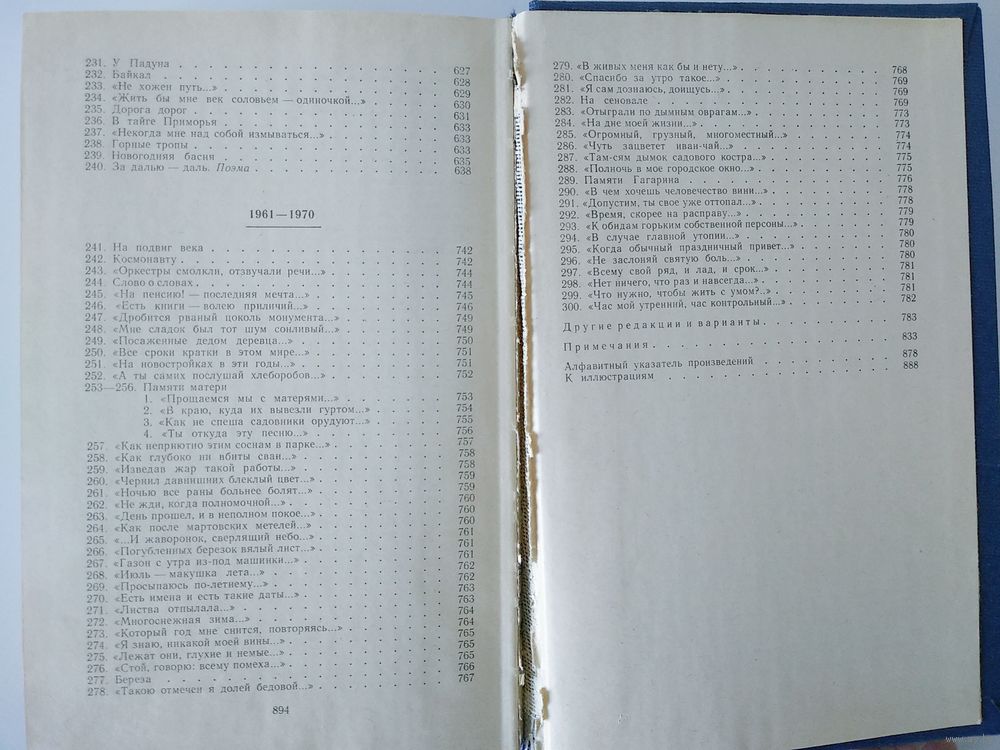 231. У Падуна . . . 627
232. Байкал . . . 628
233. «Не хожен путь...» . . . 629
234. «Жить бы мне век соловьем — одиночкой...» . . . 630
235. Дорога дорог . . . 631
236. В тайге Приморья . . . 633
237. «Некогда мне над собой измываться...» . . . 633
238. Горные тропы . . . 633
239. Новогодняя басня . . . 635
240. За далью — даль. Поэма . . . 638
1961—1970
241. На подвиг века . . . 742
242. Космонавту . . . 742
243. «Оркестры смолкли, отзвучали речи...» . . . 744
244. Слово о словах . . . 744
245. «На пенсию! — последняя мечта...» . . . 745
246. «Есть книги — волею приличий...» . . . 746
247. «Дробится рваный цоколь монумента...» . . . 749
248. «Мне сладок был тот шум сонливый...» . . . 749
249. «Посаженные дедом деревца...» . . . 750
250. «Все сроки кратки в этом мире...» . . . 751
251. «На новостройках в эти годы...» . . . 751
252. «А ты самих послушай хлеборобов...» . . . 752
253—256. Памяти матери
1. «Прощаемся мы с матерями...» . . . 753
2. «В краю, куда их вывезли гуртом...» . . . 754
3. «Как не спеша садовники орудуют...» . . . 755
4. «Ты откуда эту песню...» . . . 756
257. «Как неприютно этим соснам в парке...» . . . 757
258. «Как глубоко ни вбиты сваи...» . . . 758
259. «Изведав жар такой работы...» . . . 758
260. «Чернил давнишних блеклый цвет...» . . . 759
261. «Ночью все раны больнее болят...» . . . 759
262. «Не жди, когда полномочной...» . . . 760
263. «День прошел, и в неполном покое...» . . . 760
264. «Как после мартовских метелей...» . . . 760
265. «...И жаворонок, сверлящий небо...» . . . 761
266. «Погубленных березок вялый лист...» . . . 761
267. «Газон с утра из-под машинки...» . . . 762
268. «Июль — макушка лета...» . . . 762
269. «Просыпаюсь по-летнему...» . . . 763
270. «Есть имена и есть такие даты...» . . . 763
271. «Листва отпылала...» . . . 764
272. «Многоснежная зима...» . . . 764
273. «Который год мне снится, повторяясь...» . . . 765
274. «Я знаю, никакой моей вины...» . . . 765
275. «Лежат они, глухие и немые...» . . . 765
276. «Стой, говорю: всему помеха...» . . . 766
277. Береза . . . 767
278. «Такою отмечен я долей бедовой...» . . .
894
279. «В живых меня как бы и нету...» . . . 768
280. «Спасибо за утро такое...» . . . 769
281. «Я сам дознаюсь, доищусь...» . . . 769
282. На сеновале . . . 769
283. «Отыграли по дымным оврагам...» . . . 773
284. «На дне моей жизни...» . . . 773
285. «Огромный, грузный, многоместный...» . . . 774
286. «Чуть зацветет иван-чай...» . . . 774
287. «Там-сям дымок садового костра...» . . . 775
288. «Полночь в мое городское окно...» . . . 775
289. Памяти Гагарина . . . 776
290. «В чем хочешь человечество вини...» . . . 778
291. «Допустим, ты свое уже оттопал...» . . . 778
292. «Время, скорее на расправу...» . . . 779
293. «К обидам горьким собственной персоны...» . . . 779
294. «В случае главной утопии...» . . . 780
295. «Когда обычный праздничный привет...» . . . 780
296. «Не заслоняй святую боль...» . . . 780
297. «Всему свой ряд, и лад, и срок...» . . . 781
298. «Нет ничего, что раз и навсегда...» . . . 781
299. «Что нужно, чтобы жить с умом?..» . . . 781
300. «Час мой утренний, час контрольный...» . . . 782
Другие редакции и варианты . . . 783
Примечания . . . 833
Алфавитный указатель произведений 878
К иллюстрациям . . . 888